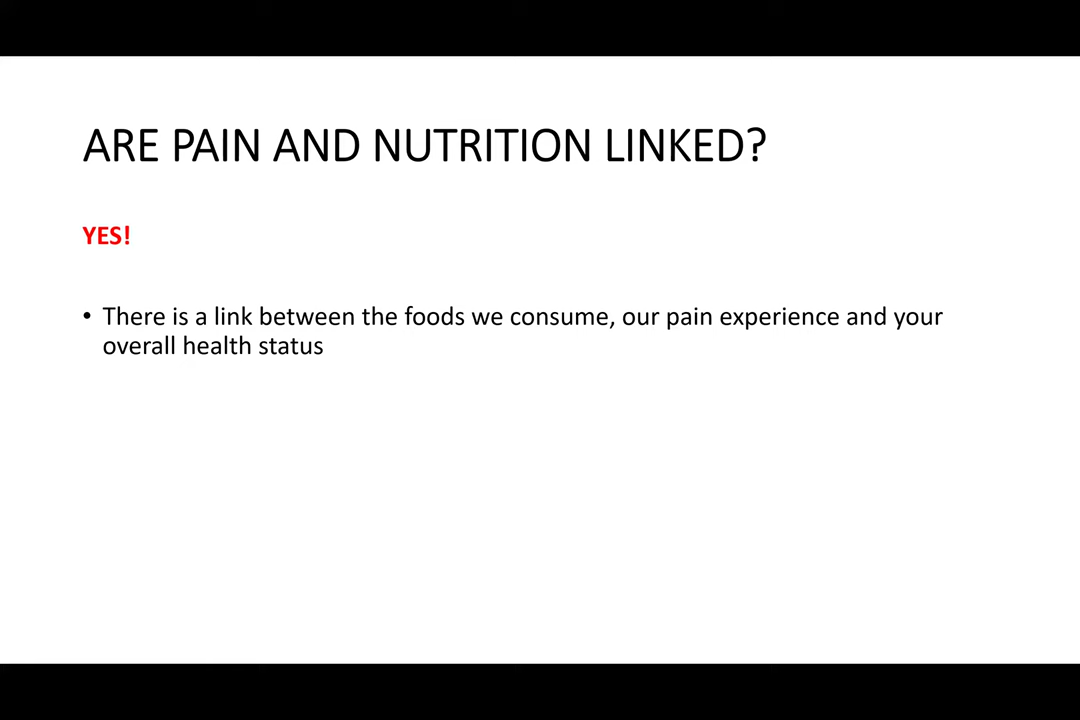 ARE PAIN AND NUTRITION LINKED?
YES!
• There is a link between the foods we consume, our pain experience and your
overall health status